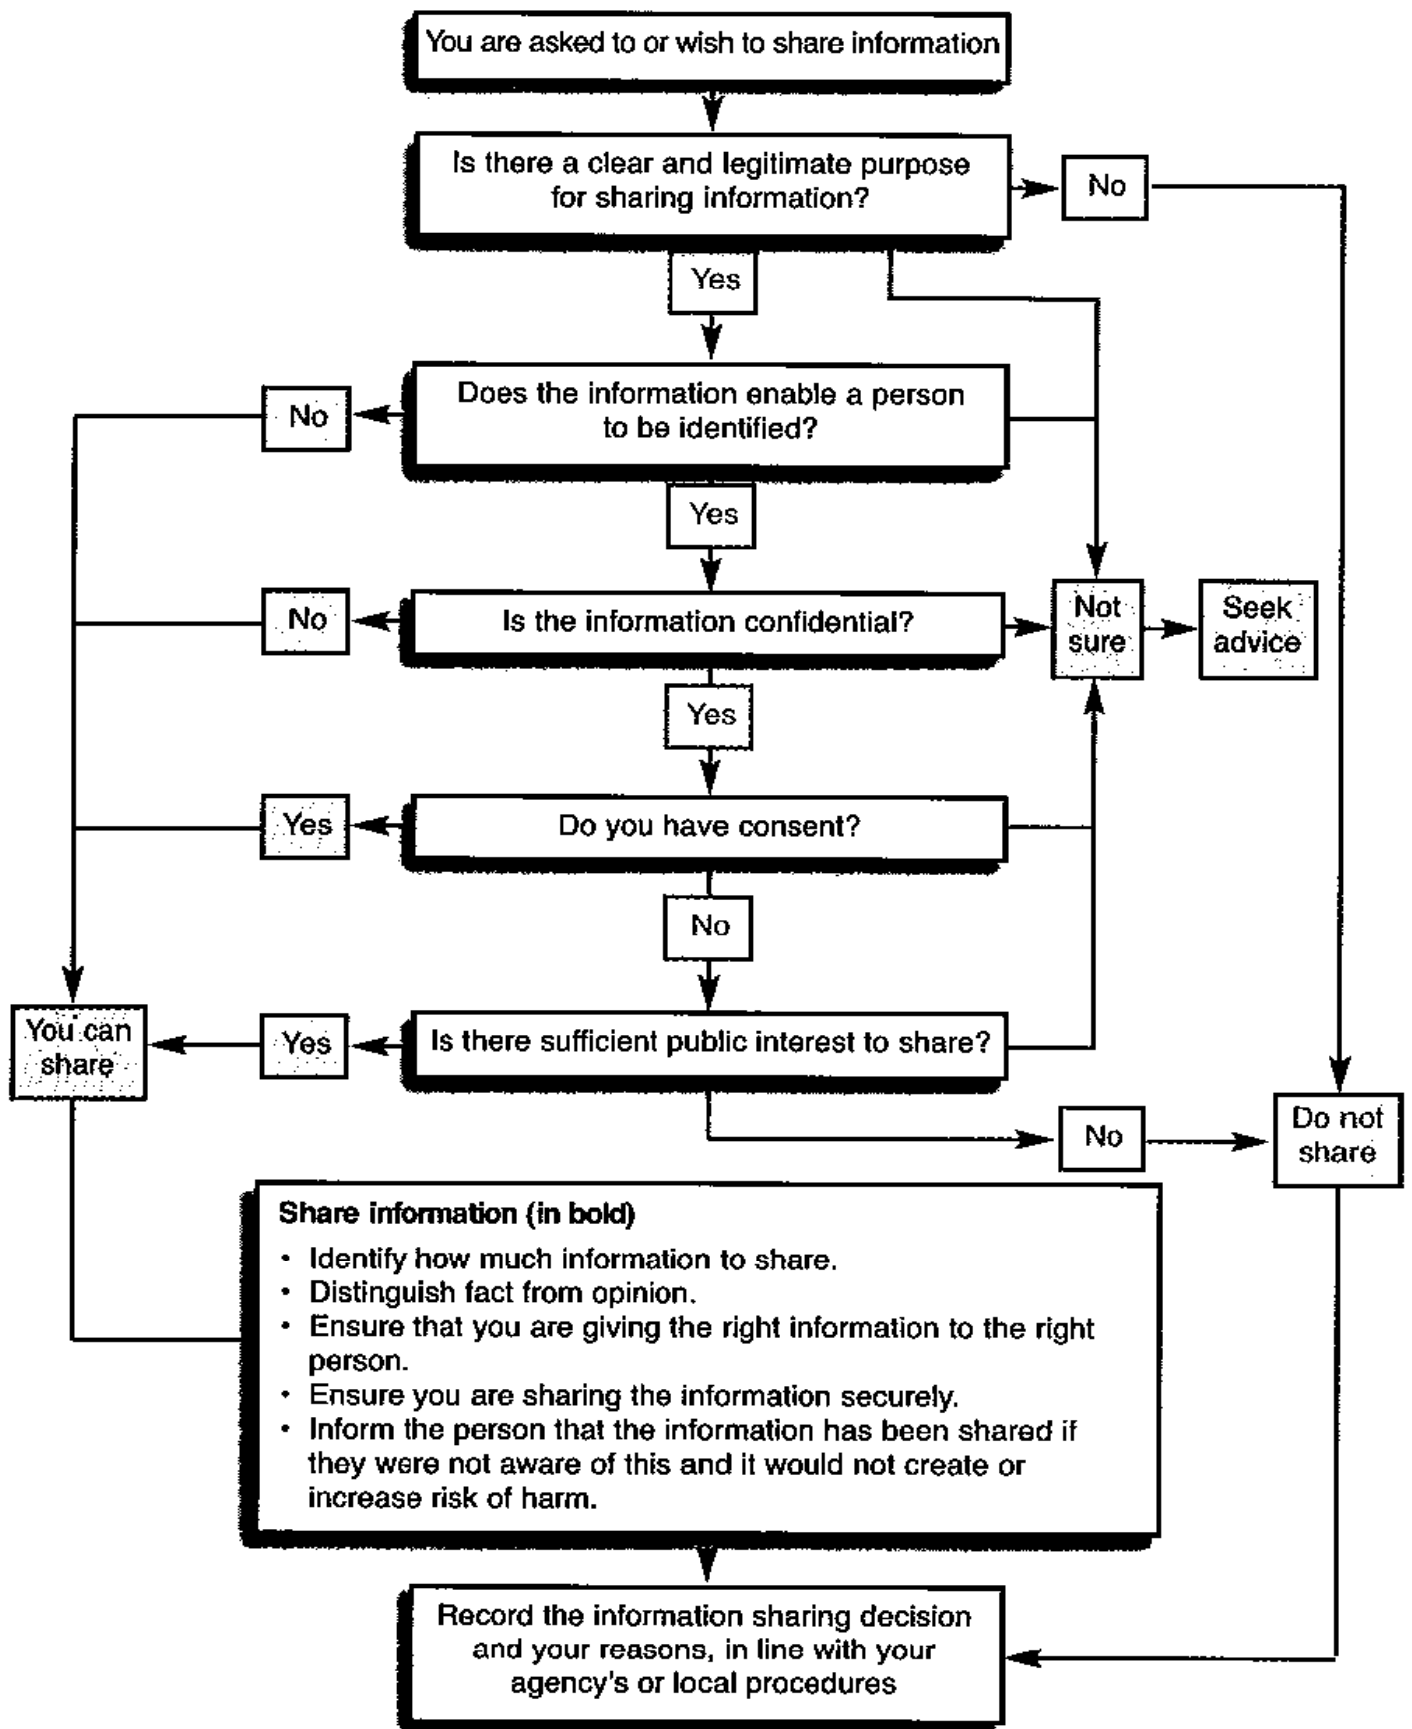 You are asked to or wish to share information
Is there a clear and legitimate purpose
for sharing information?
No
Yes
Does the information enable a person
to be identified?
No
Yes
Is the information confidential?
No
Not
sure
Seek
advice
Yes
Do you have consent?
Yes
No
Is there sufficient public interest to share?
Yes
You can
share
No
Do not
share
Share information (in bold)
• Identify how much information to share.
• Distinguish fact from opinion.
• Ensure that you are giving the right information to the right
person.
• Ensure you are sharing the information securely.
• Inform the person that the information has been shared if
they were not aware of this and it would not create or
increase risk of harm.
Record the information sharing decision
and your reasons, in line with your
agency's or local procedures